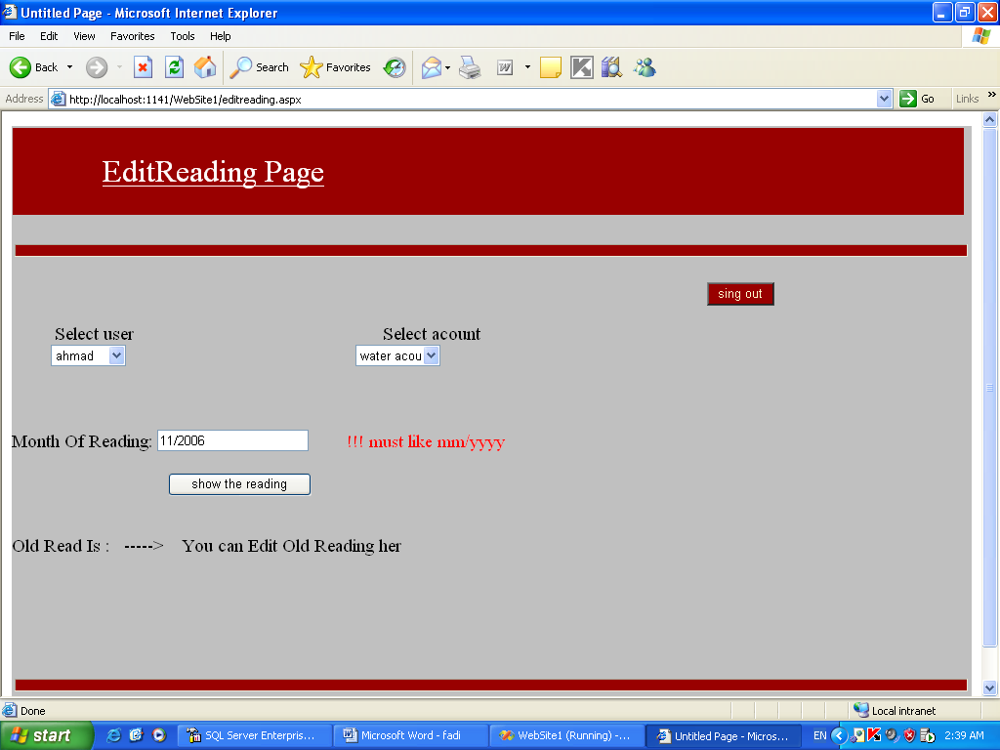 Untitled Page - Microsoft Internet Explorer
File Edit View Favorites Tools Help
Back Search Favorites
Address http://localhost:1141/WebSite1/editreading.aspx Go Links »
EditReading Page
sing out
Select user Select acount
ahmad water acou
Month Of Reading: 11/2006 !!! must like mm/yyyy
show the reading
Old Read Is : -----> You can Edit Old Reading her
Done Local intranet
start SQL Server Enterpris... Microsoft Word - fadi WebSite1 (Running) -... Untitled Page - Micros... EN 2:39 AM